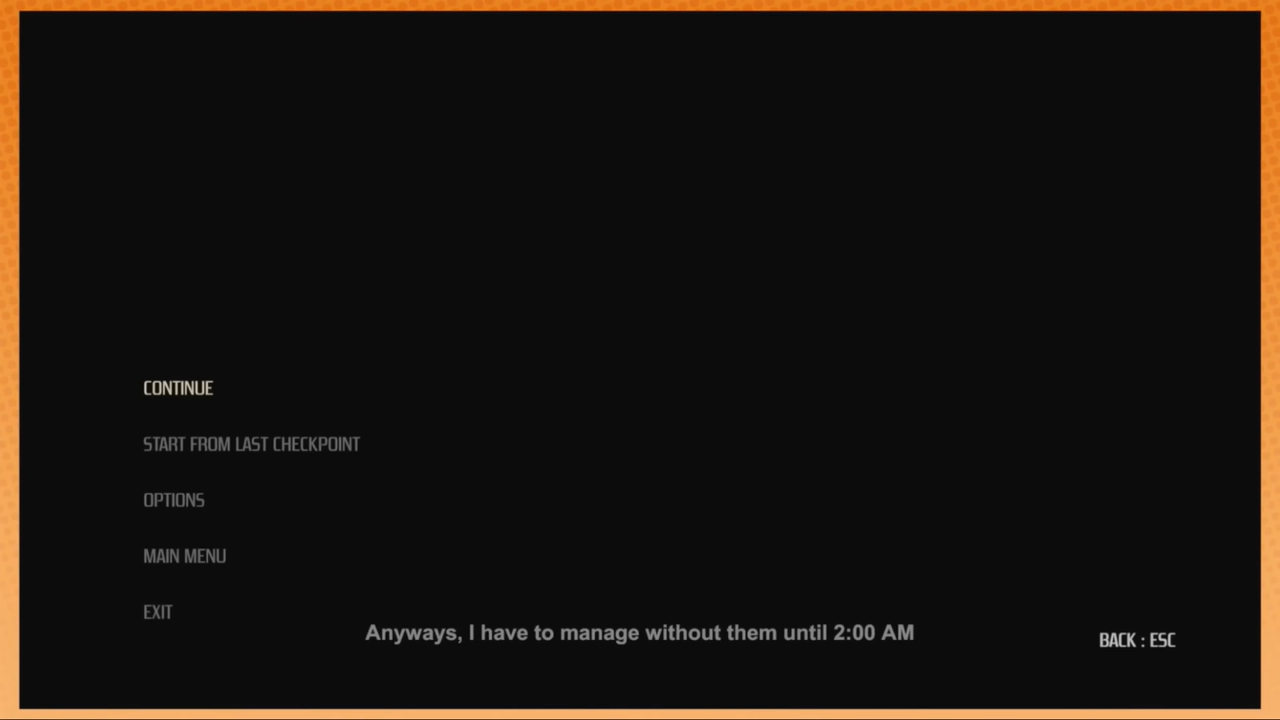 CONTINUE
START FROM LAST CHECKPOINT
OPTIONS
MAIN MENU
EXIT
Anyways, I have to manage without them until 2:00 AM
BACK : ESC